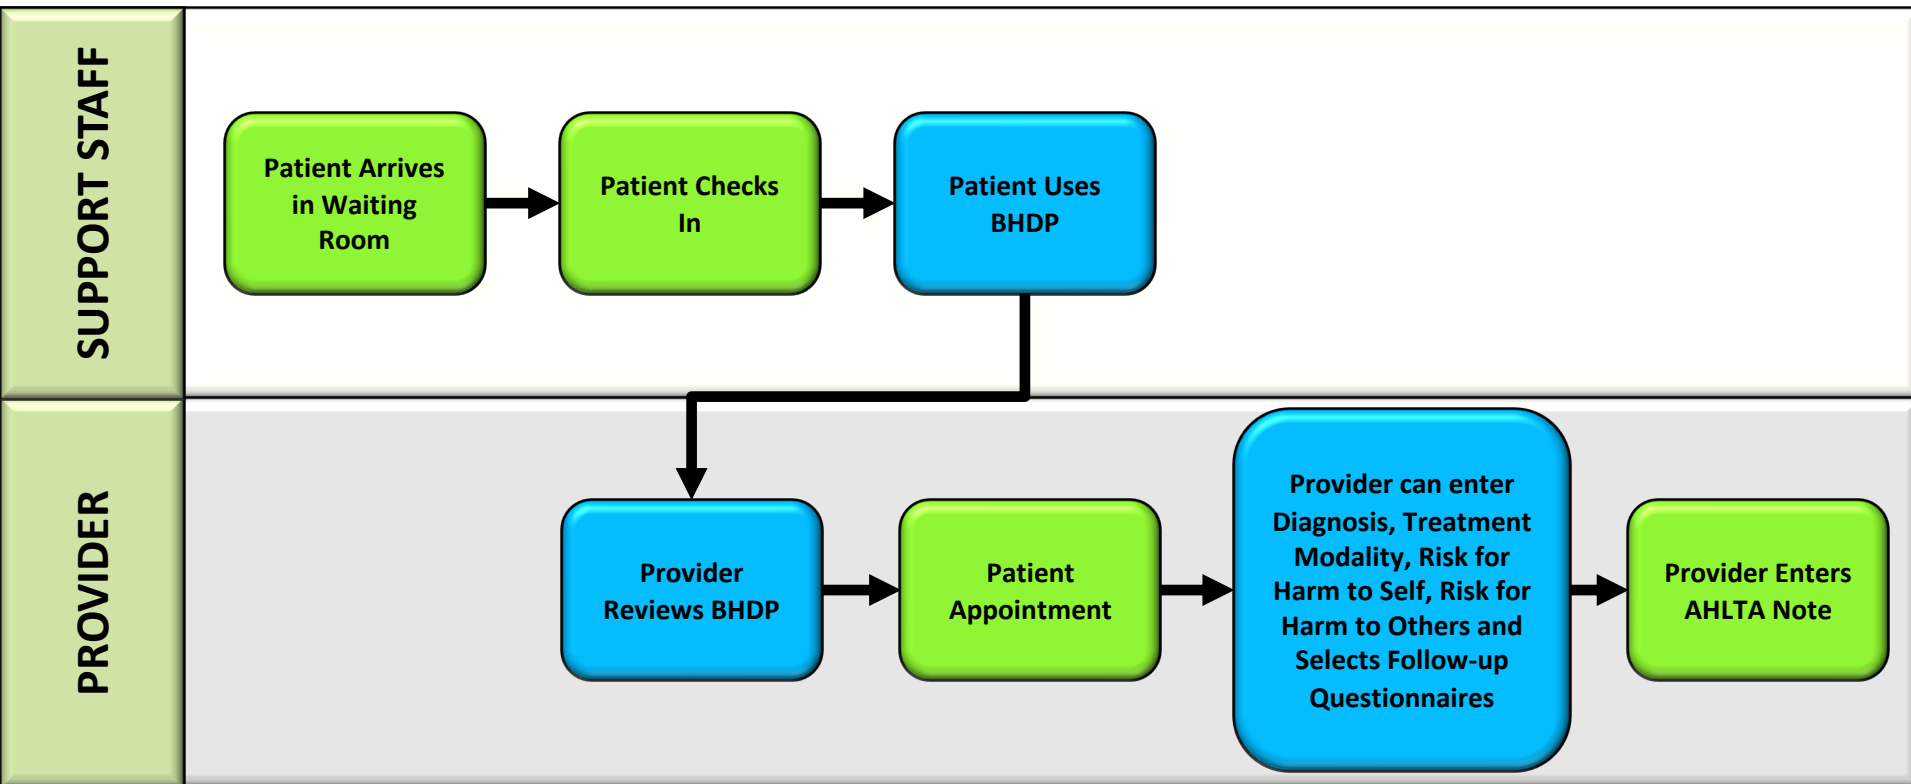 SUPPORT STAFF
Patient Arrives
in Waiting
Room
Patient Checks
In
Patient Uses
BHDP
PROVIDER
Provider
Reviews BHDP
Patient
Appointment
Provider can enter
Diagnosis, Treatment
Modality, Risk for
Harm to Self, Risk for
Harm to Others and
Selects Follow-up
Questionnaires
Provider Enters
AHLTA Note